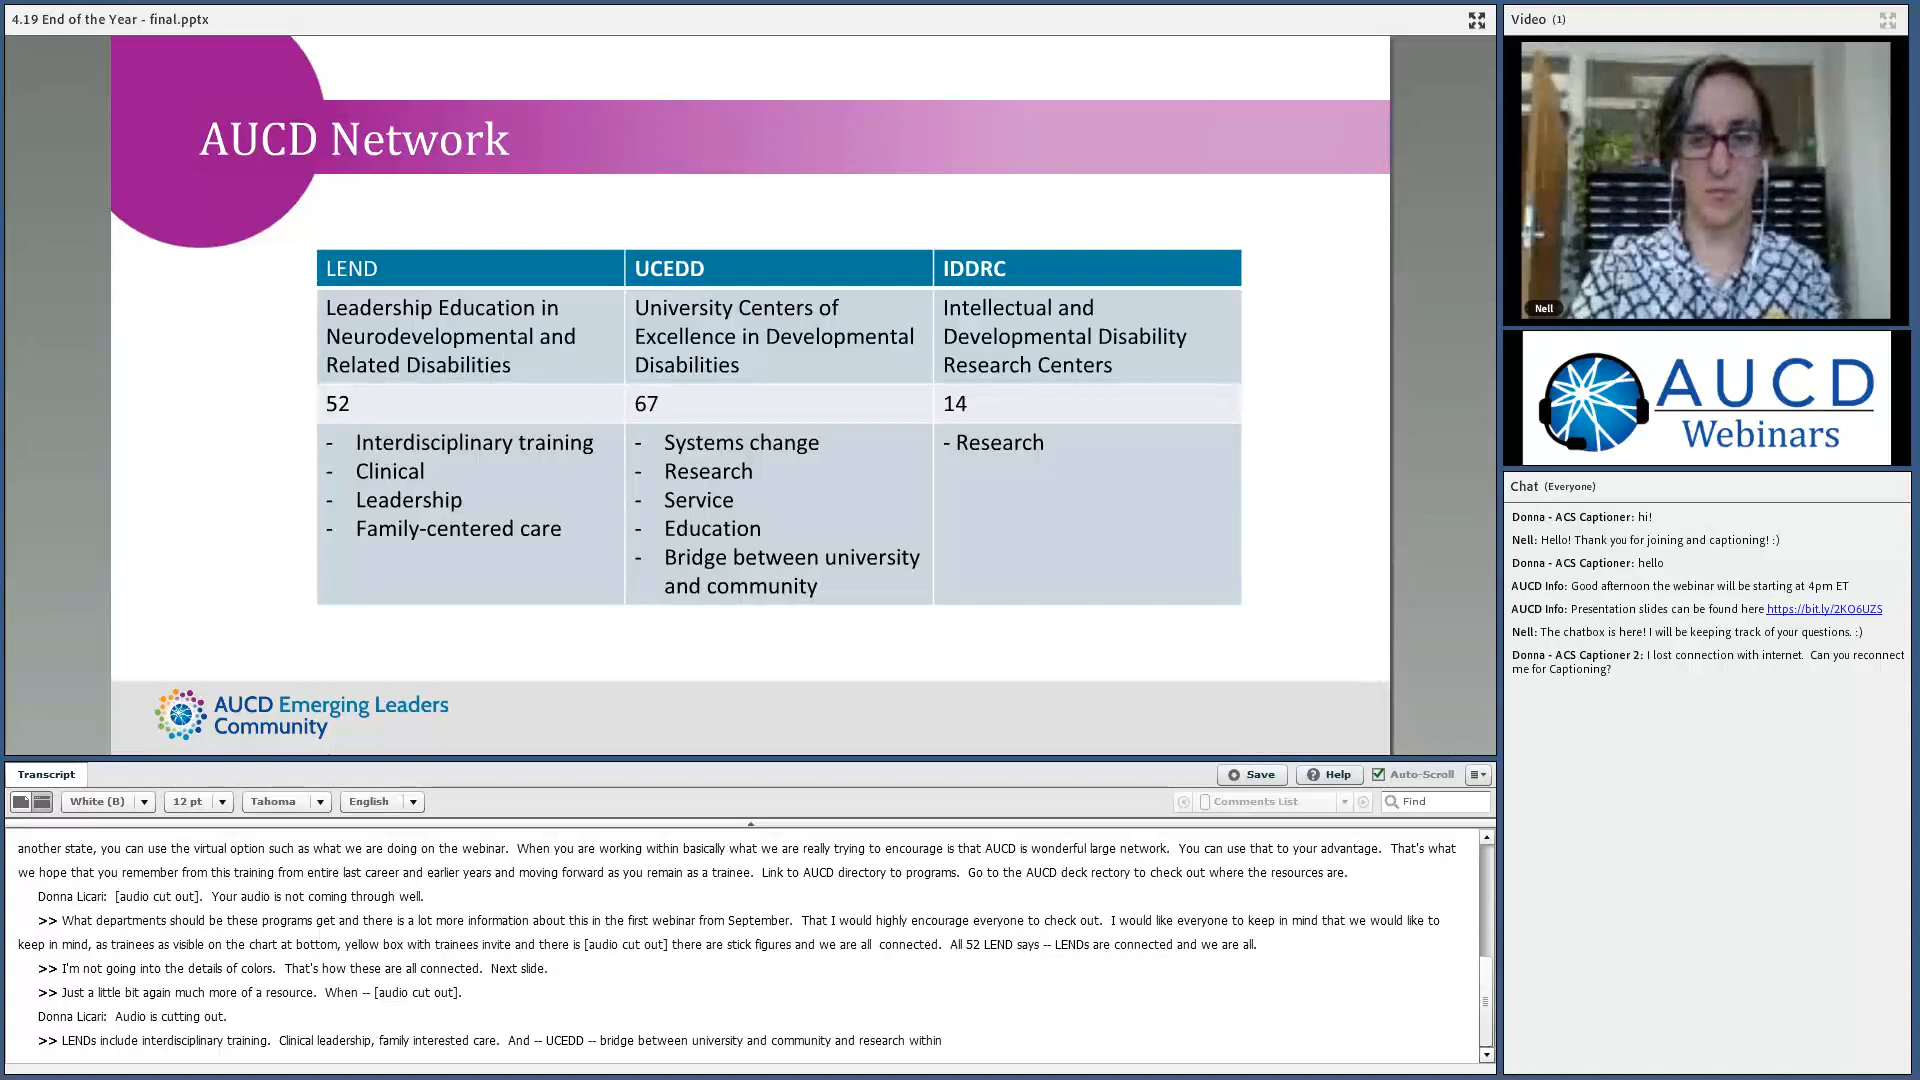 4.19 End of the Year - final.pptx
AUCD Network
LEND
UCEDD
IDDRC
Leadership Education in
Neurodevelopmental and
Related Disabilities
University Centers of
Excellence in Developmental
Disabilities
Intellectual and
Developmental Disability
Research Centers
52
67
14
- Interdisciplinary training
- Clinical
- Leadership
- Family-centered care
- Systems change
- Research
- Service
- Education
- Bridge between university
and community
- Research
AUCD Emerging Leaders
Community
Video (1)
Nell
AUCD
Webinars
Chat (Everyone)
Donna - ACS Captioner: hi!
Nell: Hello! Thank you for joining and captioning! :)
Donna - ACS Captioner: hello
AUCD Info: Good afternoon the webinar will be starting at 4pm ET
AUCD Info: Presentation slides can be found here https://bit.ly/2KO6UZS
Nell: The chatbox is here! I will be keeping track of your questions. :)
Donna - ACS Captioner 2: I lost connection with internet. Can you reconnect
me for Captioning?
Transcript
Save
Help
Auto-Scroll
White (B)
12 pt
Tahoma
English
Comments List
Find
another state, you can use the virtual option such as what we are doing on the webinar. When you are working within basically what we are really trying to encourage is that AUCD is wonderful large network. You can use that to your advantage. That's what
we hope that you remember from this training from entire last career and earlier years and moving forward as you remain as a trainee. Link to AUCD directory to programs. Go to the AUCD deck rectory to check out where the resources are.
Donna Licari: [audio cut out]. Your audio is not coming through well.
>> What departments should be these programs get and there is a lot more information about this in the first webinar from September. That I would highly encourage everyone to check out. I would like everyone to keep in mind that we would like to
keep in mind, as trainees as visible on the chart at bottom, yellow box with trainees invite and there is [audio cut out] there are stick figures and we are all connected. All 52 LEND says -- LENDs are connected and we are all.
>> I'm not going into the details of colors. That's how these are all connected. Next slide.
>> Just a little bit again much more of a resource. When -- [audio cut out].
Donna Licari: Audio is cutting out.
>> LENDs include interdisciplinary training. Clinical leadership, family interested care. And -- UCEDD -- bridge between university and community and research within